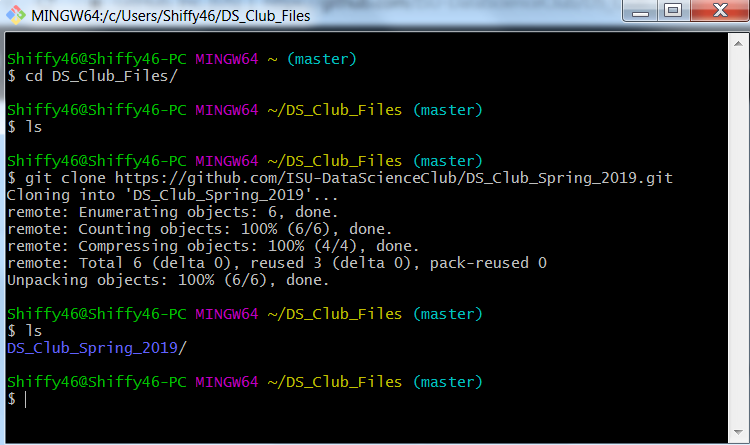 MINGW64:/c/Users/Shiffy46/DS_Club_Files
Shiffy46@Shiffy46-PC MINGW64 ~ (master)
$ cd DS_Club_Files/
Shiffy46@Shiffy46-PC MINGW64 ~/DS_Club_Files (master)
$ ls
Shiffy46@Shiffy46-PC MINGW64 ~/DS_Club_Files (master)
$ git clone https://github.com/ISU-DataScienceClub/DS_Club_Spring_2019.git
Cloning into 'DS_Club_Spring_2019'...
remote: Enumerating objects: 6, done.
remote: Counting objects: 100% (6/6), done.
remote: Compressing objects: 100% (4/4), done.
remote: Total 6 (delta 0), reused 3 (delta 0), pack-reused 0
Unpacking objects: 100% (6/6), done.
Shiffy46@Shiffy46-PC MINGW64 ~/DS_Club_Files (master)
$ ls
DS_Club_Spring_2019/
Shiffy46@Shiffy46-PC MINGW64 ~/DS_Club_Files (master)
$